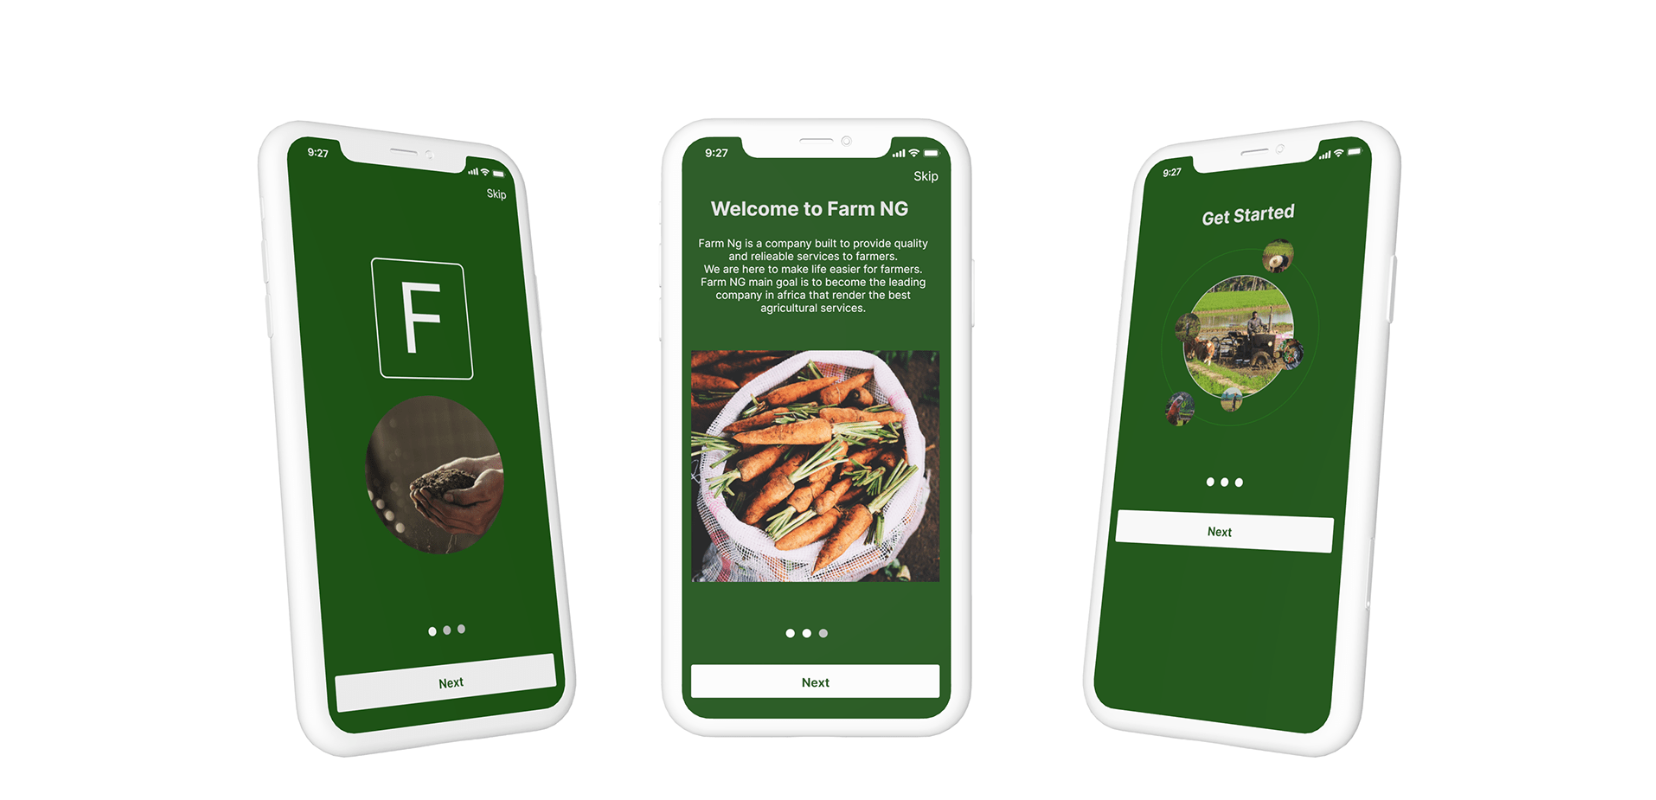 9:27
Skip
F
Next
9:27
Skip
Welcome to Farm NG
Farm Ng is a company built to provide quality
and relieable services to farmers.
We are here to make life easier for farmers.
Farm NG main goal is to become the leading
company in africa that render the best
agricultural services.
Next
9:27
Get Started
Next